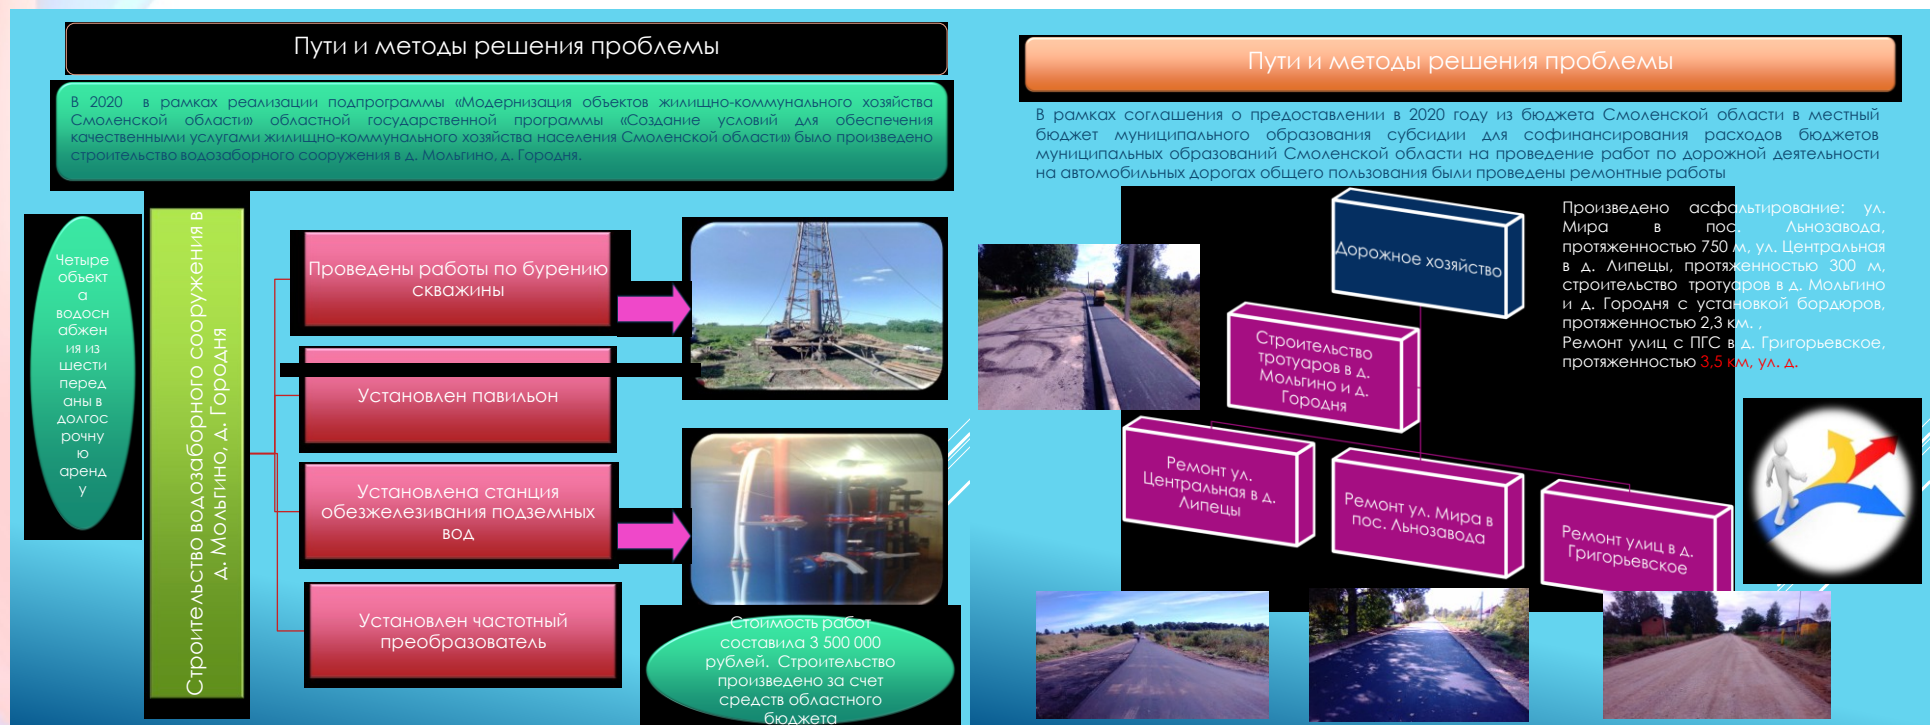 Пути и методы решения проблемы
В 2020 в рамках реализации подпрограммы «Модернизация объектов жилищно-коммунального хозяйства
Смоленской области» областной государственной программы «Создание условий для обеспечения
качественными услугами жилищно-коммунального хозяйства населения Смоленской области» было произведено
строительство водозаборного сооружения в д. Мольгино, д. Городня.
Четыре
объект
а
водосн
абжен
ия из
шести
перед
аны в
долгос
рочну
ю
аренд
у
Строительство водозаборного сооружения в
д. Мольгино, д. Городня
Проведены работы по бурению
скважины
Установлен павильон
Установлена станция
обезжелезивания подземных
вод
Установлен частотный
преобразователь
Стоимость работ
составила 3 500 000
рублей. Строительство
произведено за счет
средств областного
бюджета
Пути и методы решения проблемы
В рамках соглашения о предоставлении в 2020 году из бюджета Смоленской области в местный
бюджет муниципального образования субсидии для софинансирования расходов бюджетов
муниципальных образований Смоленской области на проведение работ по дорожной деятельности
на автомобильных дорогах общего пользования были проведены ремонтные работы
Дорожное хозяйство
Строительство
тротуаров в д.
Мольгино и д.
Городня
Ремонт ул.
Центральная в д.
Липецы
Ремонт ул. Мира в
пос. Льнозавода
Ремонт улиц в д.
Григорьевское
Произведено асфальтирование: ул.
Мира в пос. Льнозавода,
протяженностью 750 м, ул. Центральная
в д. Липецы, протяженностью 300 м,
строительство тротуаров в д. Мольгино
и д. Городня с установкой бордюров,
протяженностью 2,3 км. ,
Ремонт улиц с ПГС в д. Григорьевское,
протяженностью 3,5 км, ул. д.